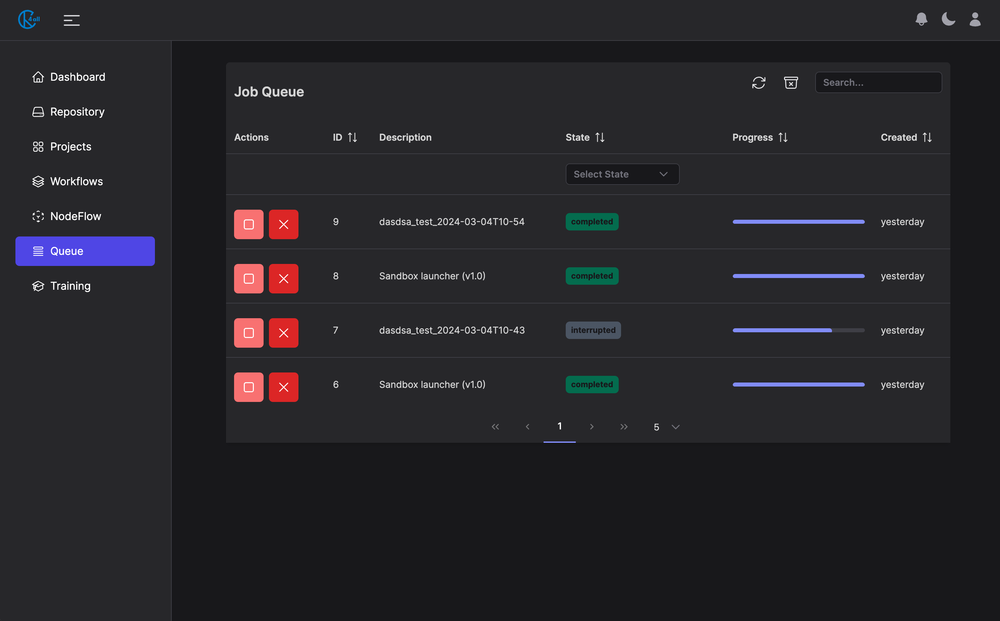 4 all
Dashboard
Repository
Projects
Workflows
NodeFlow
Queue
Training
Job Queue
Search...
Actions ID Description State Progress Created
Select State
9 dasdsa_test_2024-03-04T10-54 completed yesterday
8 Sandbox launcher (v1.0) completed yesterday
7 dasdsa_test_2024-03-04T10-43 interrupted yesterday
6 Sandbox launcher (v1.0) completed yesterday
1 5